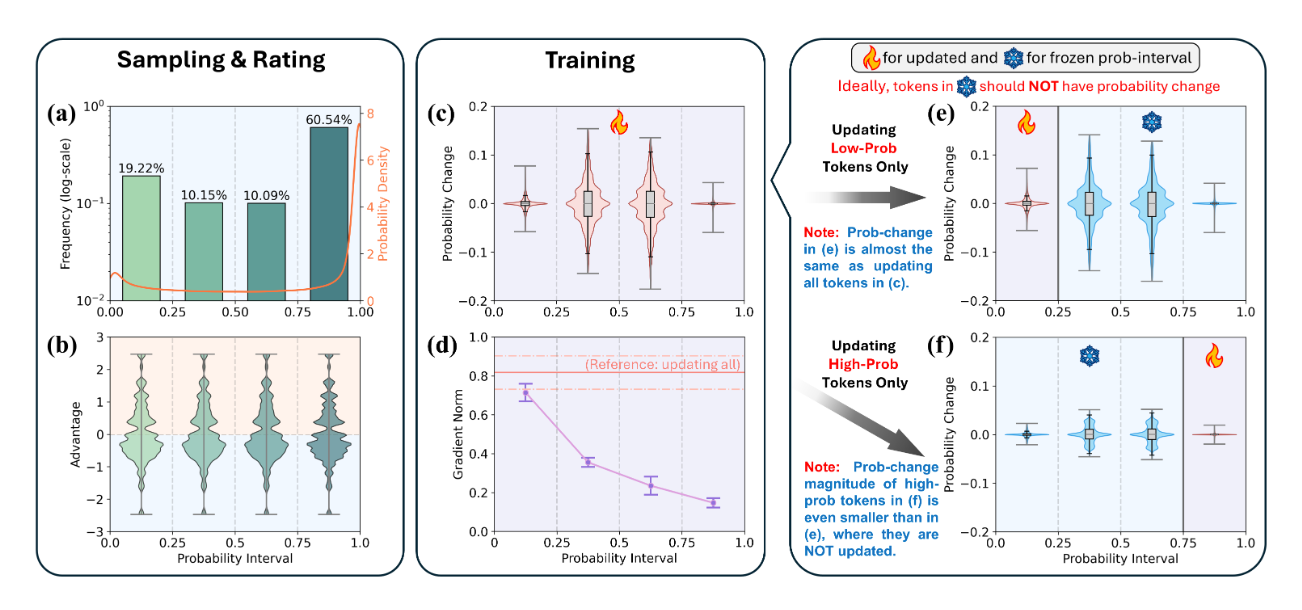 Sampling & Rating
(a)
Frequency (log-scale)
10⁰
10⁻¹
10⁻²
19.22%
10.15%
10.09%
60.54%
0.00 0.25 0.50 0.75 1.00
8
6
4
2
0
Probability Density
(b)
Advantage
3
2
1
0
−1
−2
−3
0.0 0.25 0.5 0.75 1.0
Probability Interval
Training
(c)
Probability Change
0.2
0.1
0.0
−0.1
−0.2
0.0 0.25 0.5 0.75 1.0
(d)
Gradient Norm
1.0
0.8
0.6
0.4
0.2
0.0
(Reference: updating all)
0.0 0.25 0.5 0.75 1.0
Probability Interval
for updated and for frozen prob-interval
Ideally, tokens in should NOT have probability change
Updating
Low-Prob
Tokens Only
Note: Prob-change
in (e) is almost the
same as updating
all tokens in (c).
(e)
Probability Change
0.2
0.1
0.0
−0.1
−0.2
0.0 0.25 0.5 0.75 1.0
Updating
High-Prob
Tokens Only
Note: Prob-change
magnitude of high-
prob tokens in (f) is
even smaller than in
(e), where they are
NOT updated.
(f)
Probability Change
0.2
0.1
0.0
−0.1
−0.2
0.0 0.25 0.5 0.75 1.0
Probability Interval